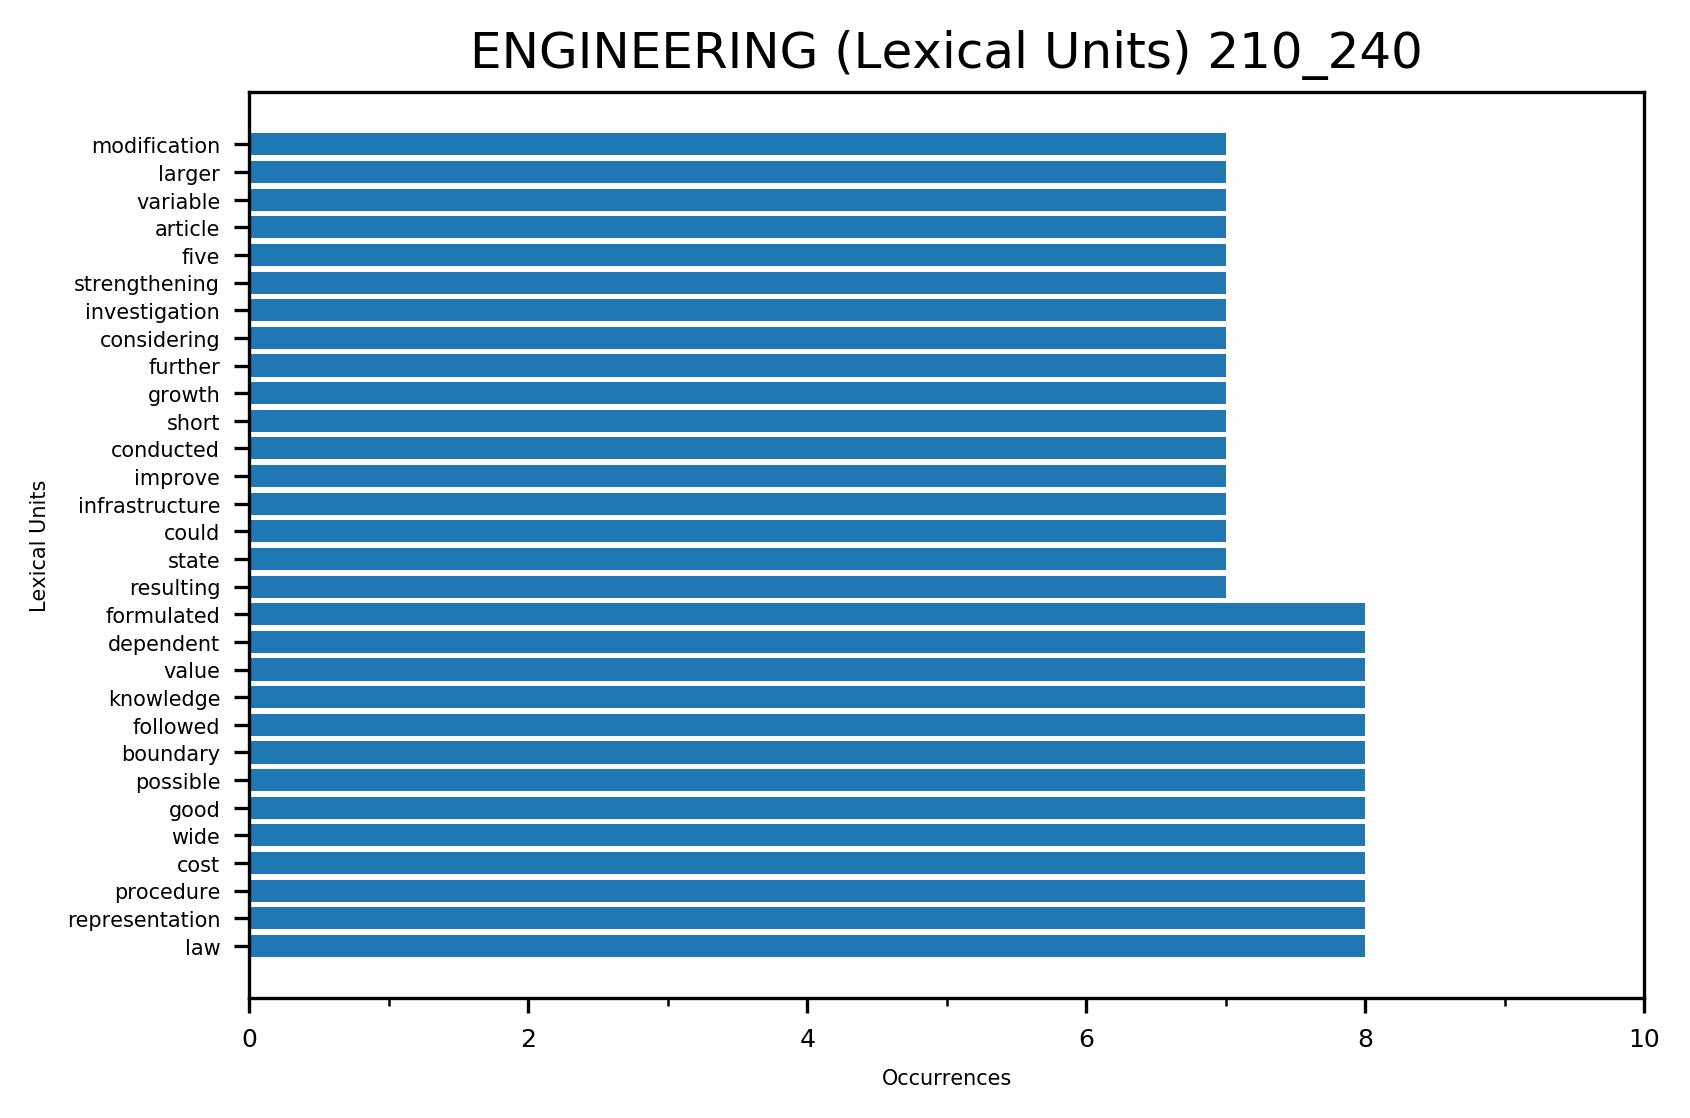 ENGINEERING (Lexical Units) 210_240
modification
larger
variable
article
five
strengthening
investigation
considering
further
growth
short
conducted
improve
infrastructure
could
state
resulting
formulated
dependent
value
knowledge
followed
boundary
possible
good
wide
cost
procedure
representation
law
Lexical Units
0 2 4 6 8 10
Occurrences